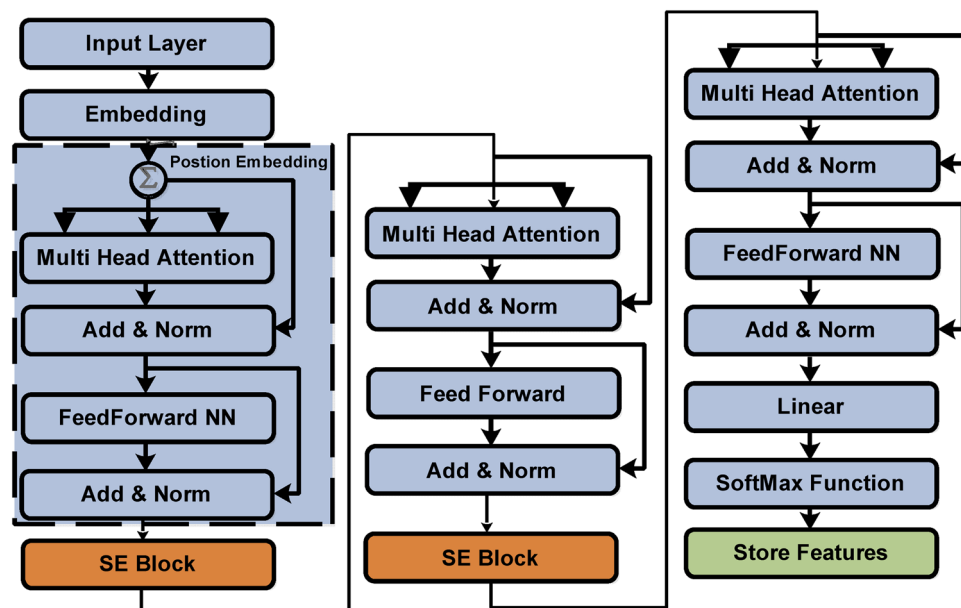 Input Layer
Embedding
Postion Embedding
Σ
Multi Head Attention
Add & Norm
FeedForward NN
Add & Norm
SE Block
Multi Head Attention
Add & Norm
Feed Forward
Add & Norm
SE Block
Multi Head Attention
Add & Norm
FeedForward NN
Add & Norm
Linear
SoftMax Function
Store Features